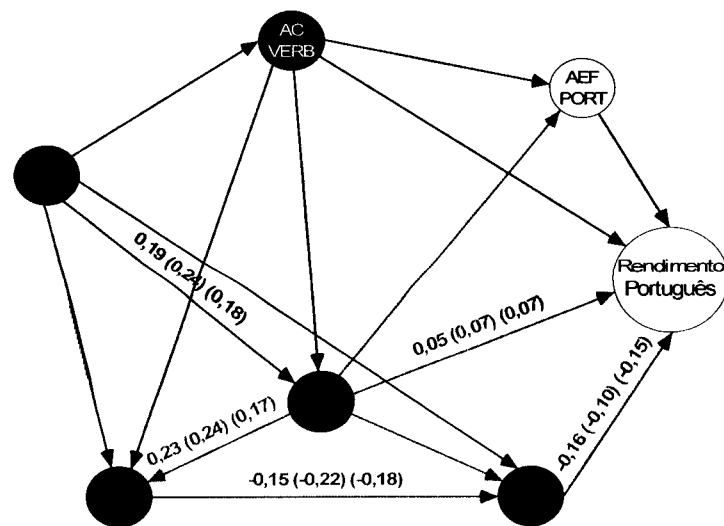 AC
VERB
AEF
PORT
Rendimento
Português
0,19 (0,24) (0,18)
0,05 (0,07) (0,07)
0,23 (0,24) (0,17)
-0,15 (-0,22) (-0,18)
-0,16 (-0,10) (-0,15)